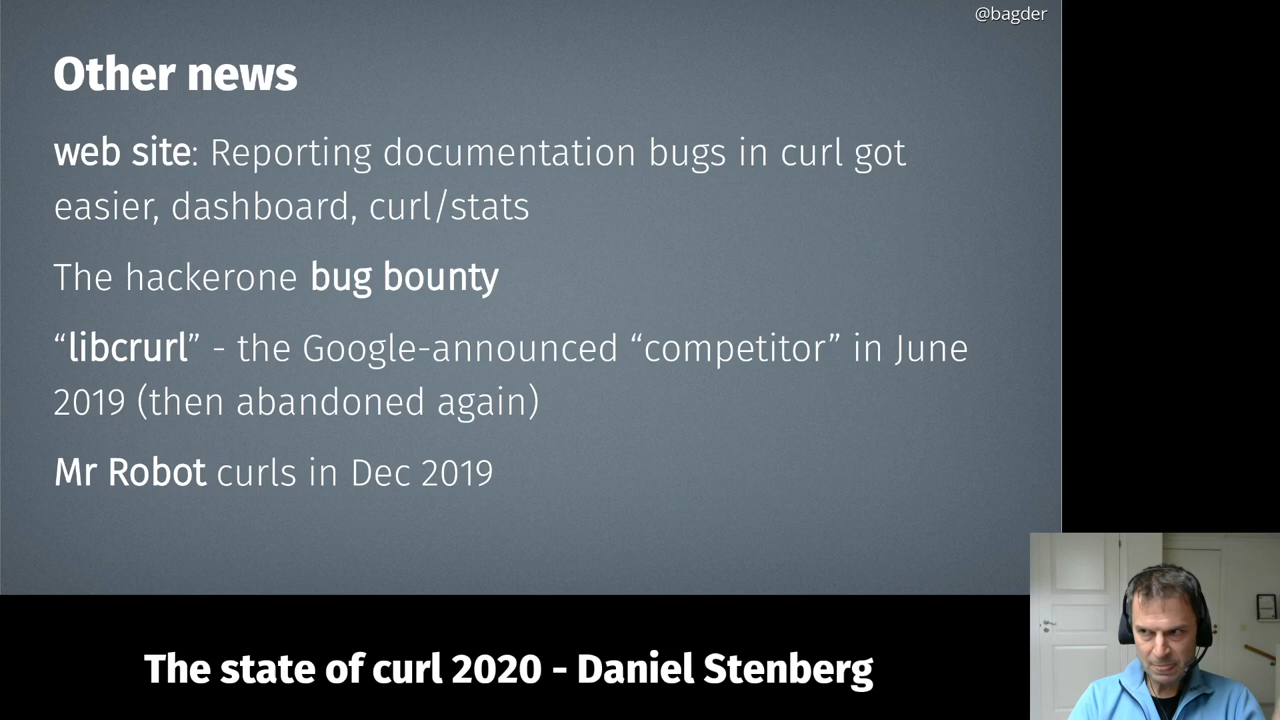 @bagder
Other news
web site: Reporting documentation bugs in curl got
easier, dashboard, curl/stats
The hackerone bug bounty
“libcrurl” - the Google-announced “competitor” in June
2019 (then abandoned again)
Mr Robot curls in Dec 2019
The state of curl 2020 - Daniel Stenberg